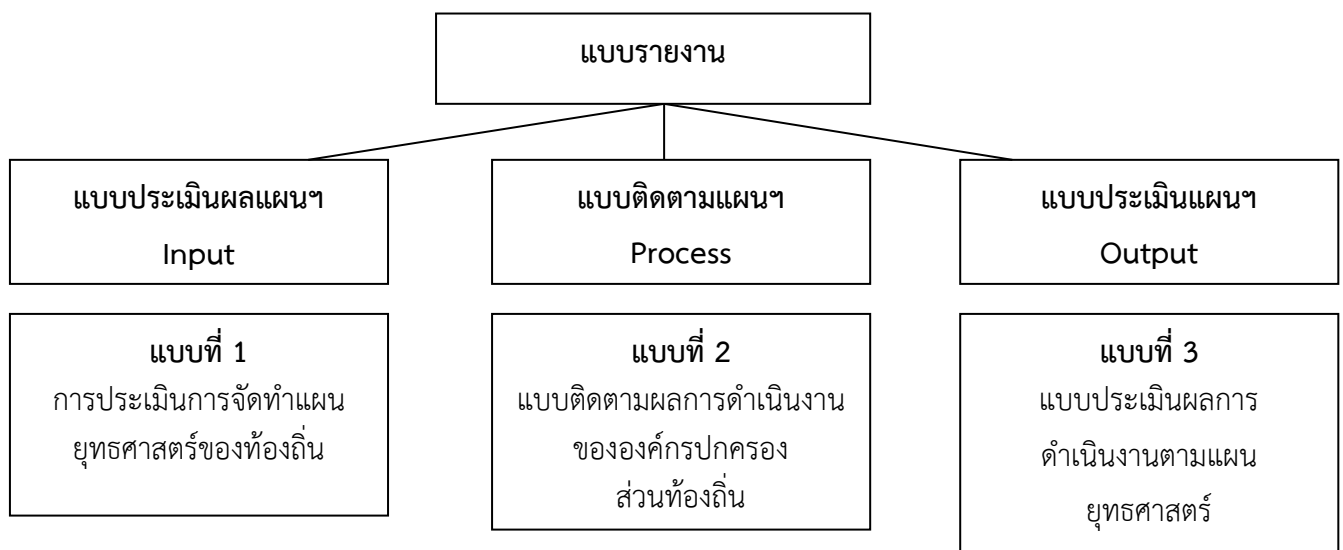 แบบรายงาน
แบบประเมินผลแผนฯ
Input
แบบติดตามแผนฯ
Process
แบบประเมินแผนฯ
Output
แบบที่ 1
การประเมินการจัดทำแผน
ยุทธศาสตร์ของท้องถิ่น
แบบที่ 2
แบบติดตามผลการดำเนินงาน
ขององค์กรปกครอง
ส่วนท้องถิ่น
แบบที่ 3
แบบประเมินผลการ
ดำเนินงานตามแผน
ยุทธศาสตร์